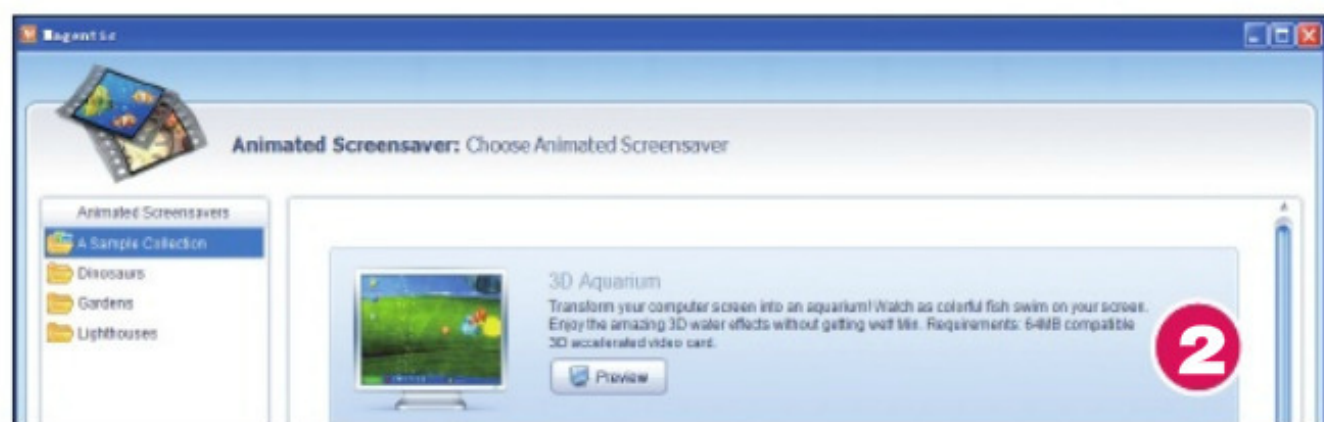 Magentic
Animated Screensaver: Choose Animated Screensaver
Animated Screensavers
A Sample Collection
Dinosaurs
Gardens
Lighthouses
3D Aquarium
Transform your computer screen into an aquarium! Watch as colorful fish swim on your screen.
Enjoy the amazing 3D water effects without getting wet! Min. Requirements: 64MB compatible
3D accelerated video card.
Preview
2